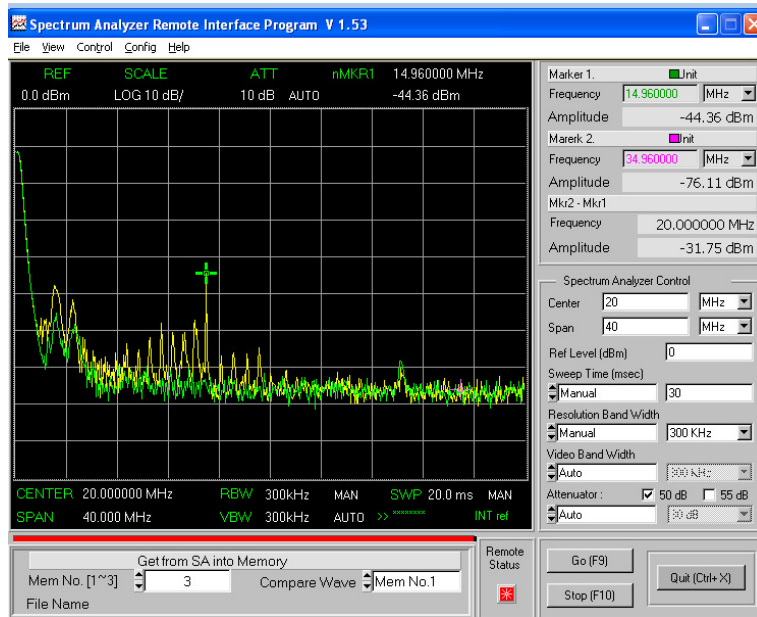 Spectrum Analyzer Remote Interface Program V 1.53
File View Control Config Help
REF SCALE ATT nMKR1 14.960000 MHz
0.0 dBm LOG 10 dB/ 10 dB AUTO -44.36 dBm
CENTER 20.000000 MHz RBW 300kHz MAN SWP 20.0 ms MAN
SPAN 40.000 MHz VBW 300kHz AUTO >> ******** INT ref
Marker 1. Unit
Frequency 14.960000 MHz
Amplitude -44.36 dBm
Marerk 2. Unit
Frequency 34.960000 MHz
Amplitude -76.11 dBm
Mkr2 - Mkr1
Frequency 20.000000 MHz
Amplitude -31.75 dBm
Spectrum Analyzer Control
Center 20 MHz
Span 40 MHz
Ref Level (dBm) 0
Sweep Time (msec)
Manual 30
Resolution Band Width
Manual 300 KHz
Video Band Width
Auto 300 KHz
Attenuator : 50 dB 55 dB
Auto
Get from SA into Memory
Mem No. [1~3] 3 Compare Wave Mem No.1
File Name
Remote
Status
Go (F9)
Stop (F10)
Quit (Ctrl+X)